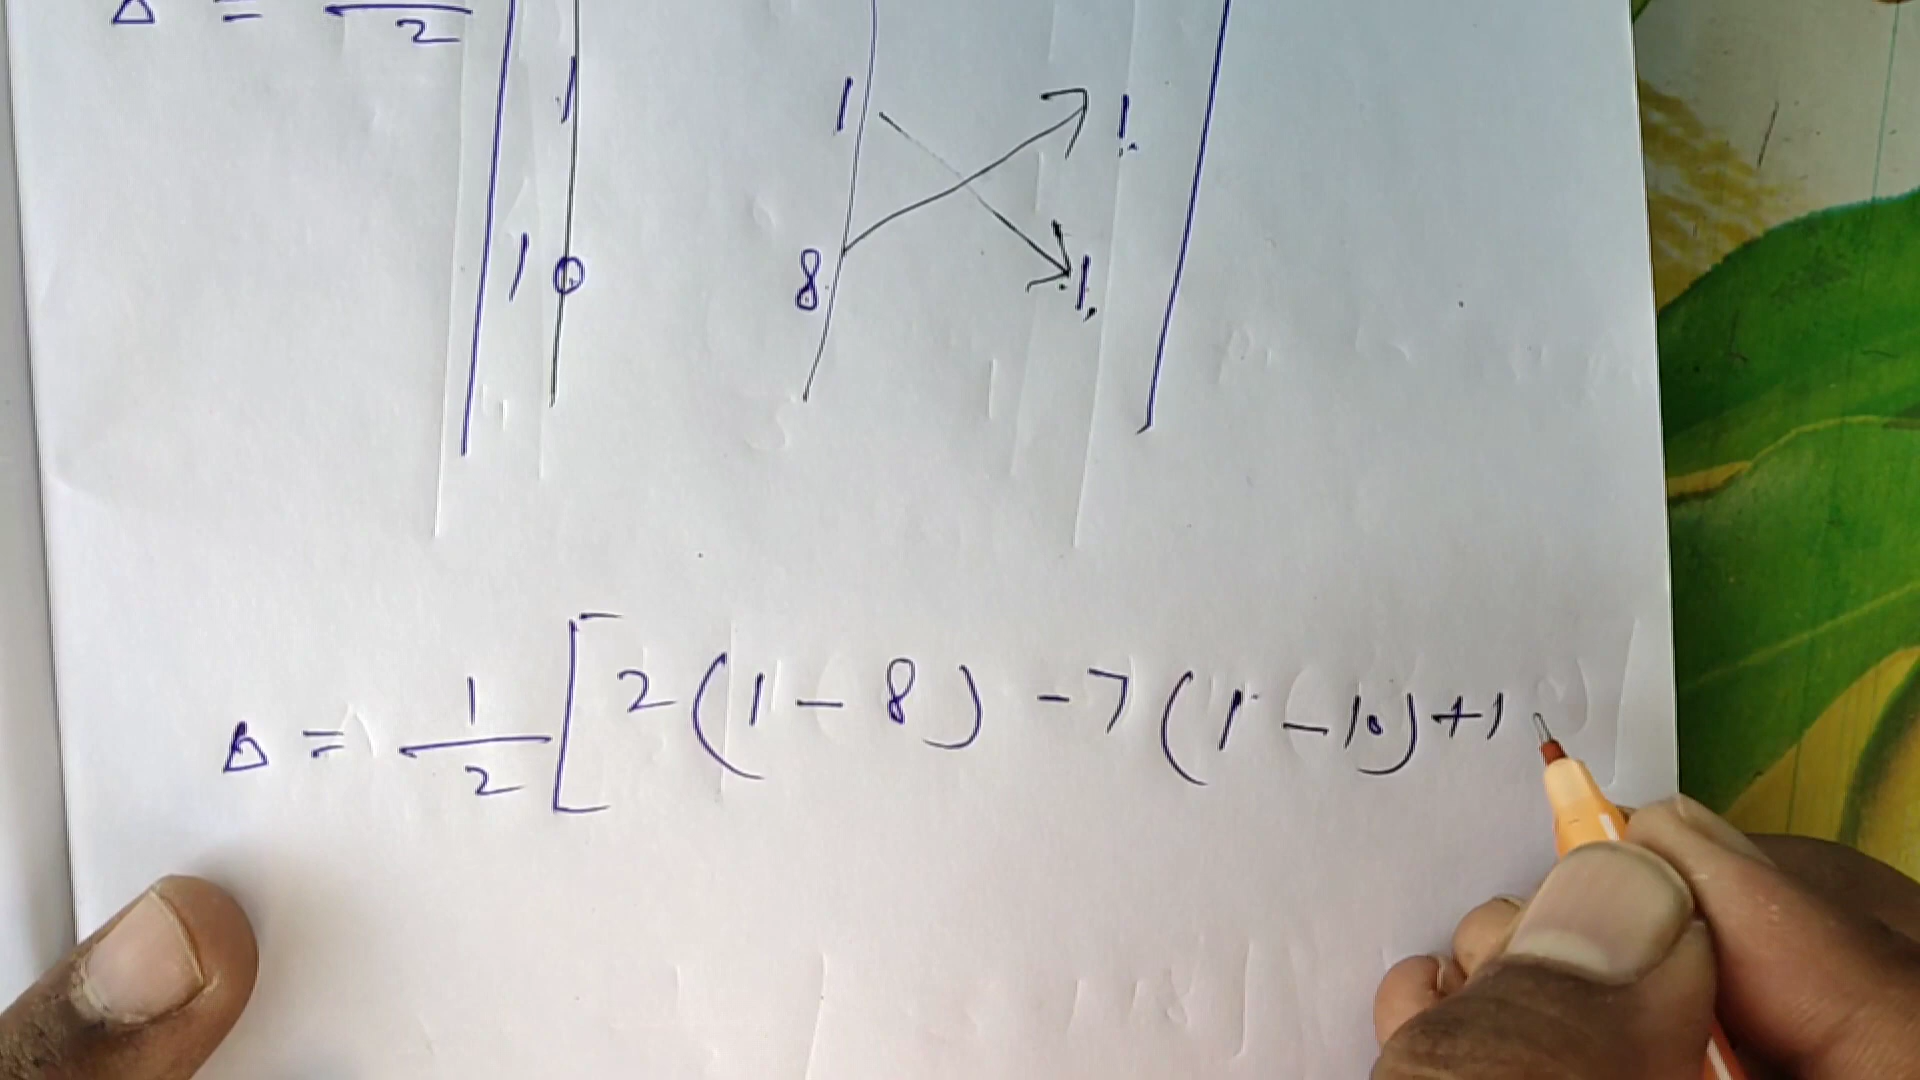 Δ = 2
1 1 1
10 8 1
Δ = 1/2 [ 2 (1 - 8) - 7 (1 - 10) + 1